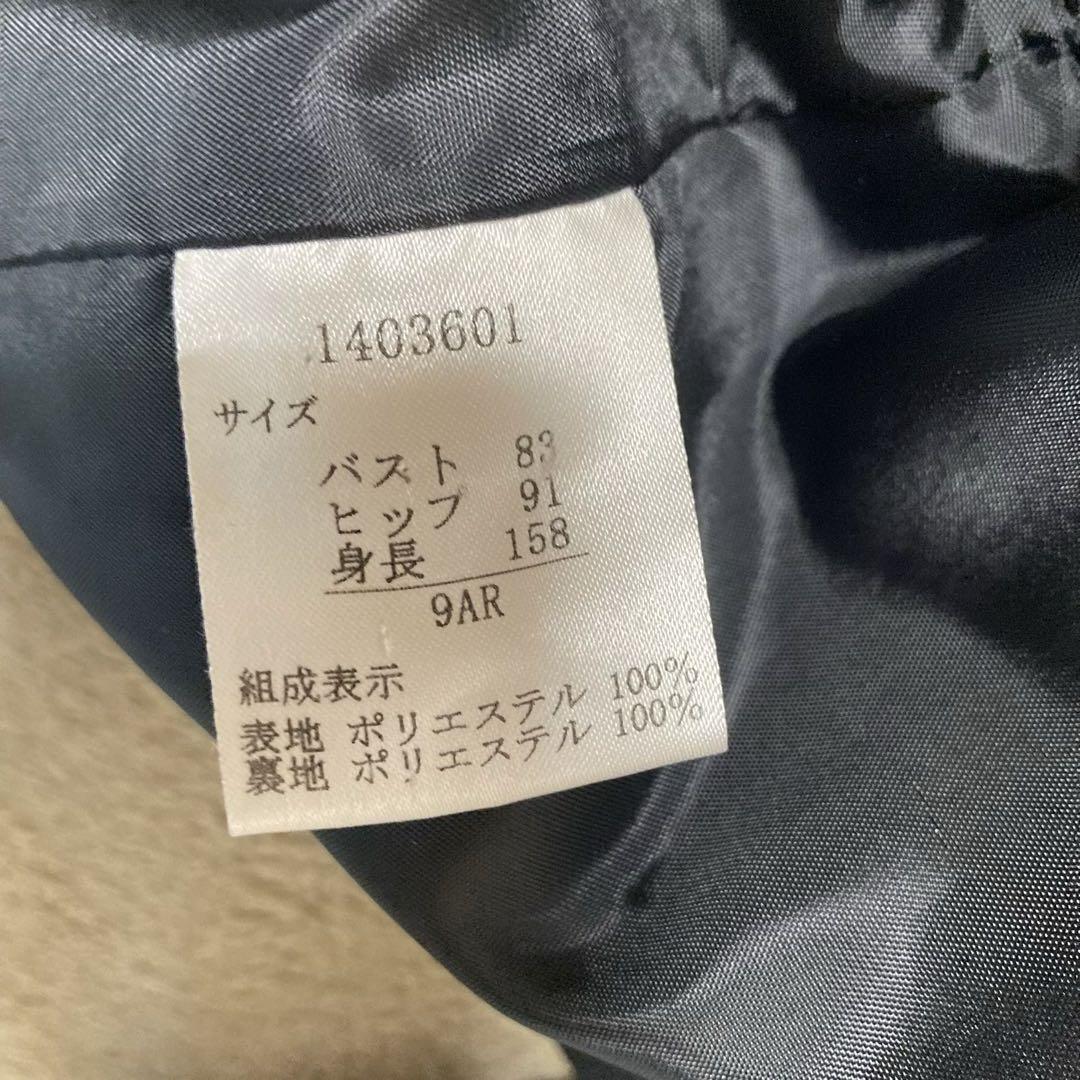 1403601
サイズ
バスト 83
ヒップ 91
身長 158
9AR
組成表示
表地 ポリエステル 100%
裏地 ポリエステル 100%